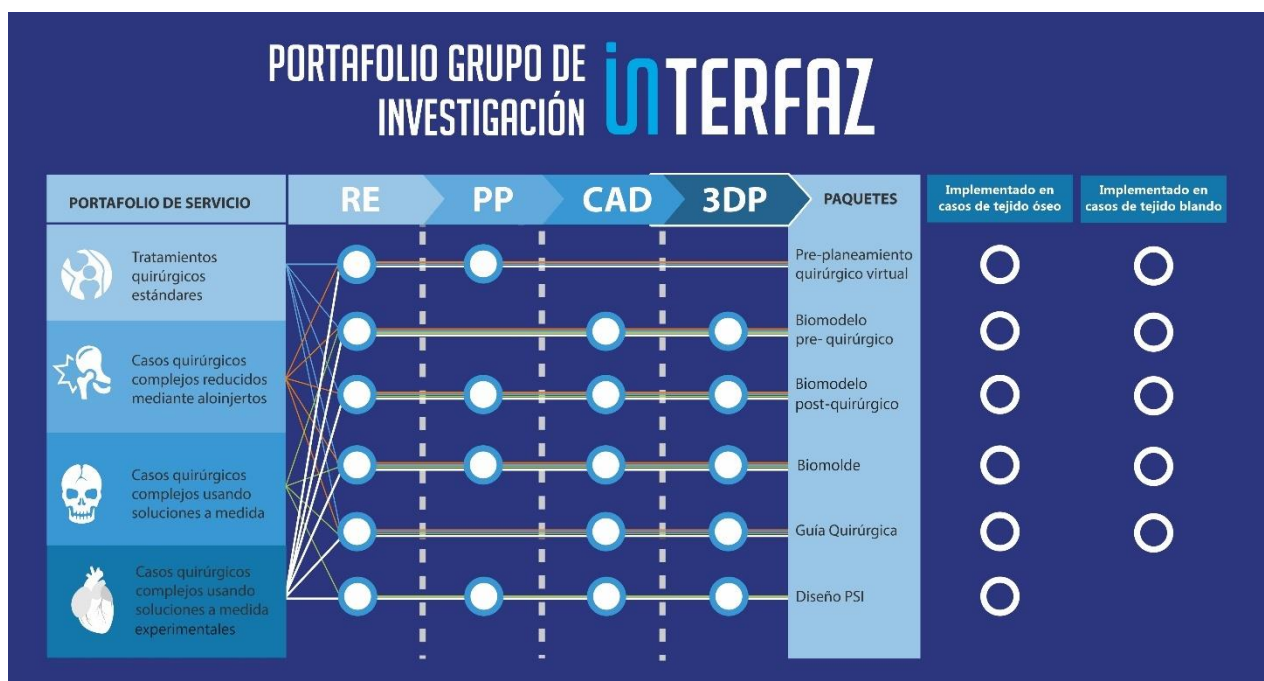 PORTAFOLIO GRUPO DE
INVESTIGACIÓN
inTERFAZ
PORTAFOLIO DE SERVICIO
RE
PP
CAD
3DP
PAQUETES
Implementado en
casos de tejido óseo
Implementado en
casos de tejido blando
Tratamientos
quirúrgicos
estándares
Casos quirúrgicos
complejos reducidos
mediante aloinjertos
Casos quirúrgicos
complejos usando
soluciones a medida
Casos quirúrgicos
complejos usando
soluciones a medida
experimentales
Pre-planeamiento
quirúrgico virtual
Biomodelo
pre- quirúrgico
Biomodelo
post-quirúrgico
Biomolde
Guía Quirúrgica
Diseño PSI